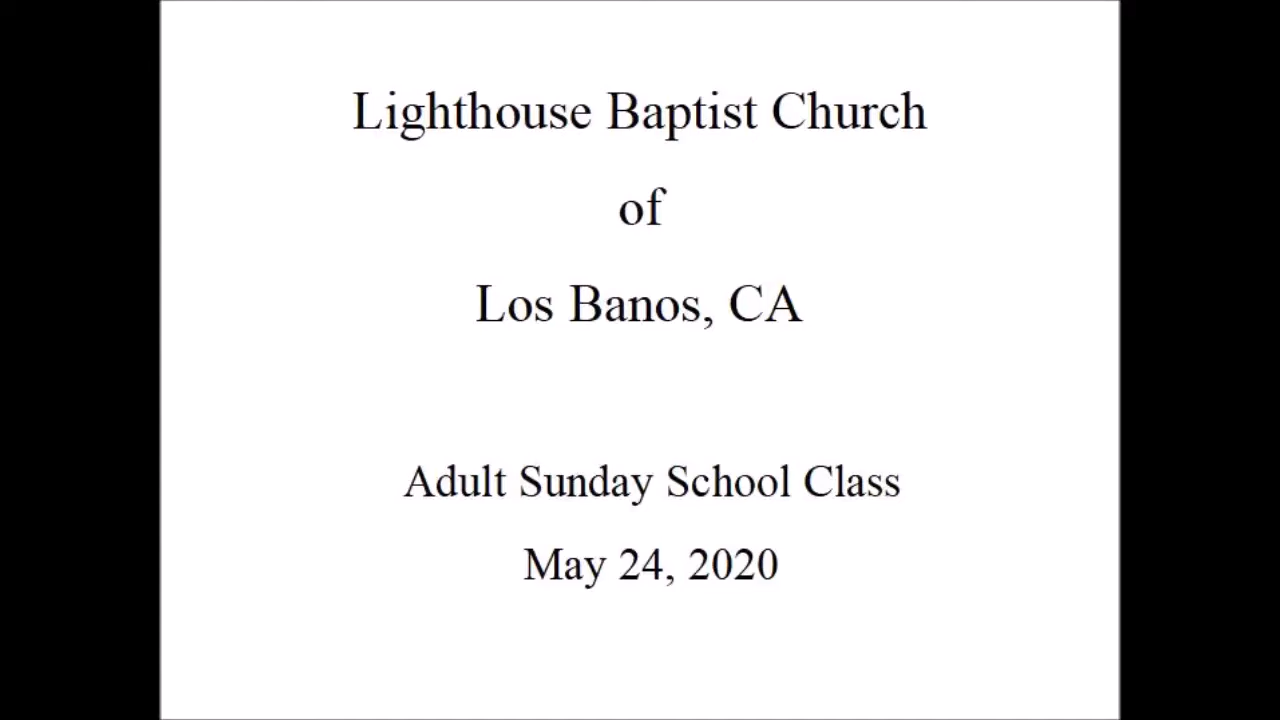 Lighthouse Baptist Church
of
Los Banos, CA
Adult Sunday School Class
May 24, 2020